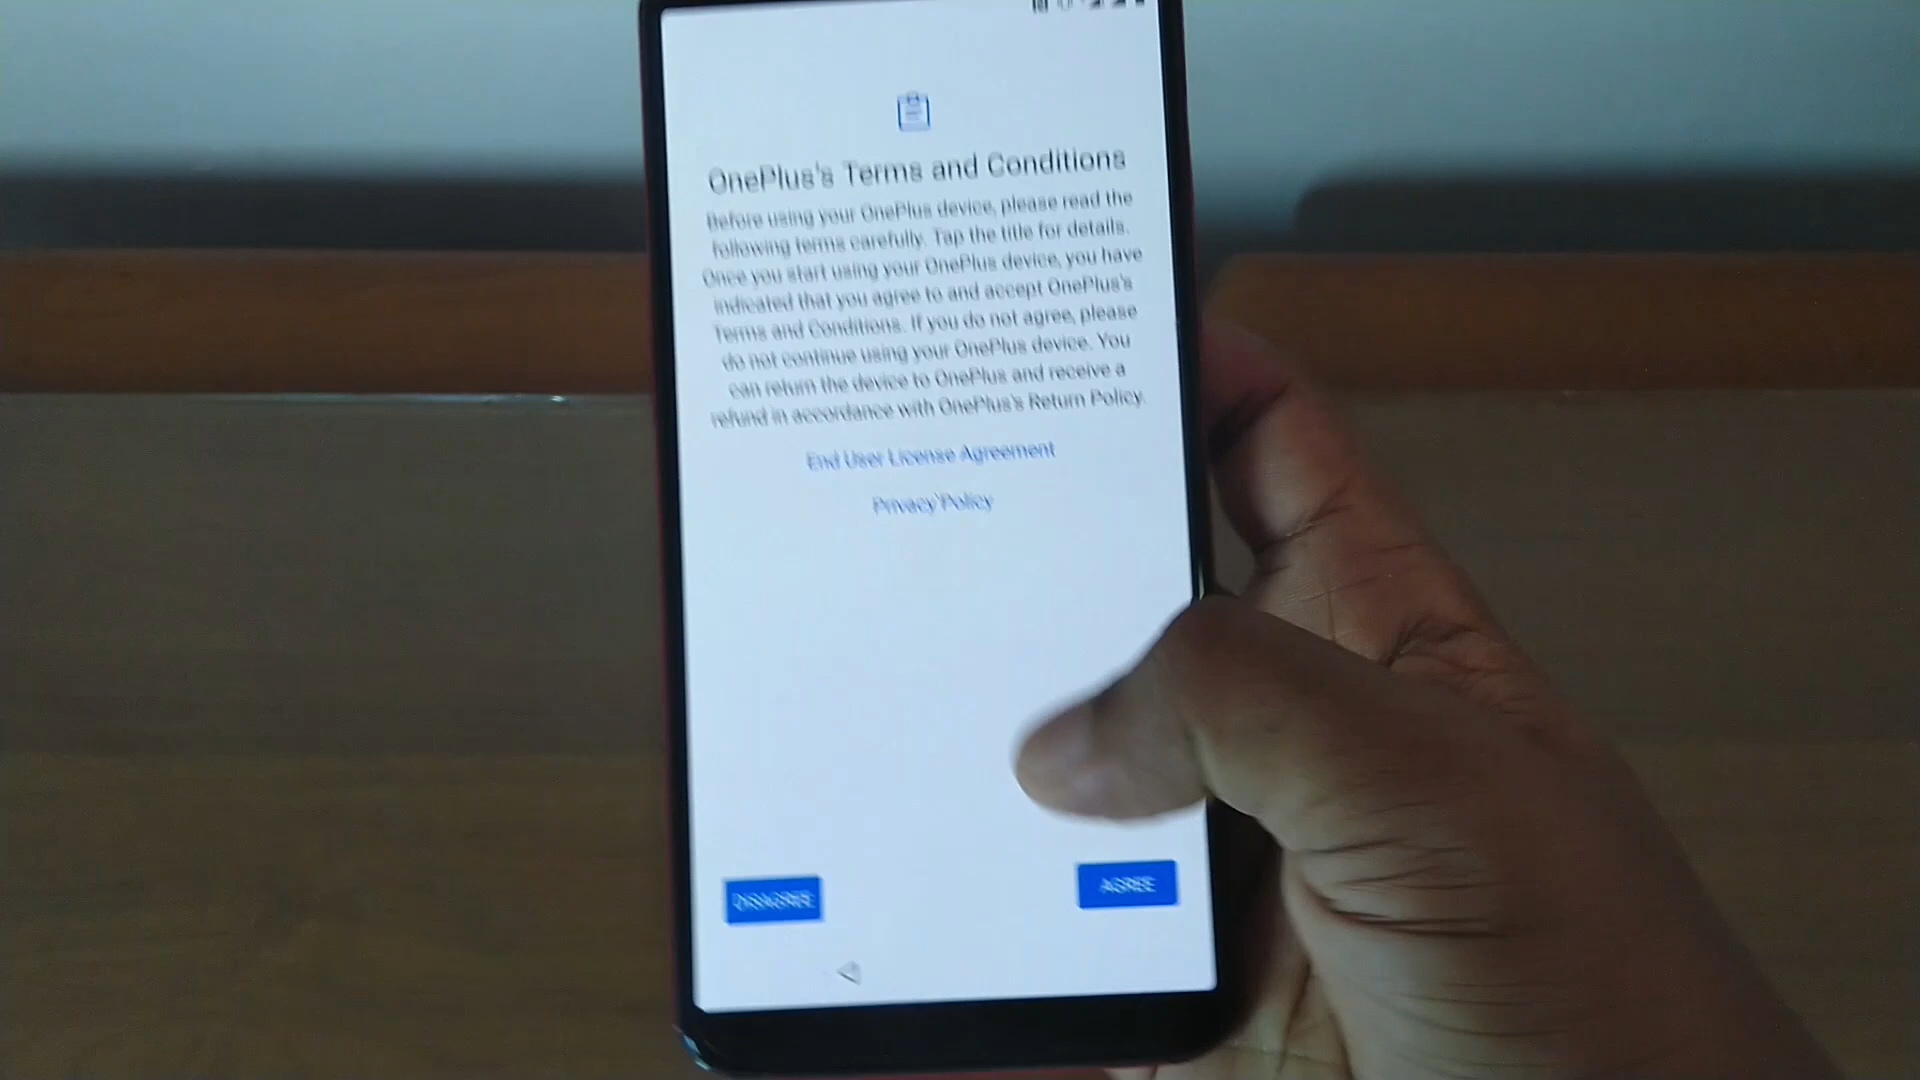 OnePlus's Terms and Conditions
Before using your OnePlus device, please read the
following terms carefully. Tap the title for details.
Once you start using your OnePlus device, you have
indicated that you agree to and accept OnePlus's
Terms and Conditions. If you do not agree, please
do not continue using your OnePlus device. You
can return the device to OnePlus and receive a
refund in accordance with OnePlus's Return Policy.
End User License Agreement
Privacy Policy
DISAGREE
AGREE